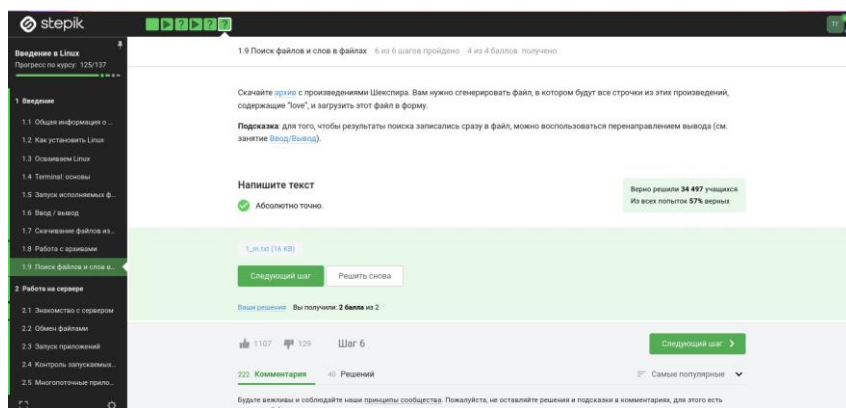 stepik
ТГ
Введение в Linux
Прогресс по курсу: 125/137
1 Введение
1.1 Общая информация о ...
1.2 Как установить Linux
1.3 Осваиваем Linux
1.4 Terminal: основы
1.5 Запуск исполняемых ф...
1.6 Ввод / вывод
1.7 Скачивание файлов из...
1.8 Работа с архивами
1.9 Поиск файлов и слов в...
2 Работа на сервере
2.1 Знакомство с сервером
2.2 Обмен файлами
2.3 Запуск приложений
2.4 Контроль запускаемых...
2.5 Многопоточные прило...
1.9 Поиск файлов и слов в файлах 6 из 6 шагов пройдено 4 из 4 баллов получено
Скачайте архив с произведениями Шекспира. Вам нужно сгенерировать файл, в котором будут все
строчки из этих произведений,
содержащие "love", и загрузить этот файл в форму.
Подсказка: для того, чтобы результаты поиска записались сразу в файл, можно воспользоваться перенаправлением вывода (см.
занятие Ввод/Вывод).
Напишите текст
Абсолютно точно.
Верно решили 34 497 учащихся
Из всех попыток 57% верных
(16 KB)
Следующий шаг
Решить снова
Ваши решения Вы получили: 2 балла из 2
1107 129 Шаг 6
Следующий шаг
222 Комментария 40 Решений
Самые популярные
Будьте вежливы и соблюдайте наши принципы сообщества. Пожалуйста, не оставляйте решения и подсказки в комментариях, для этого есть